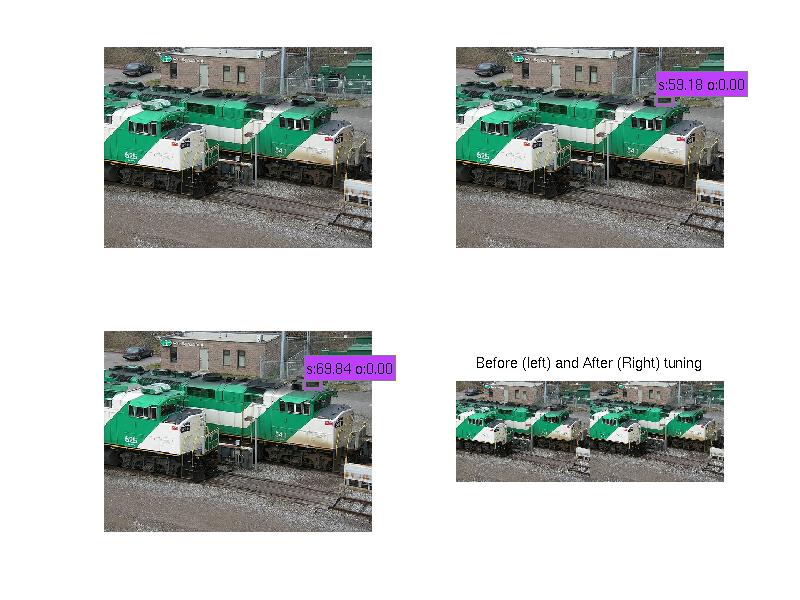 s:59.18 o:0.00
s:69.84 o:0.00
Before (left) and After (Right) tuning